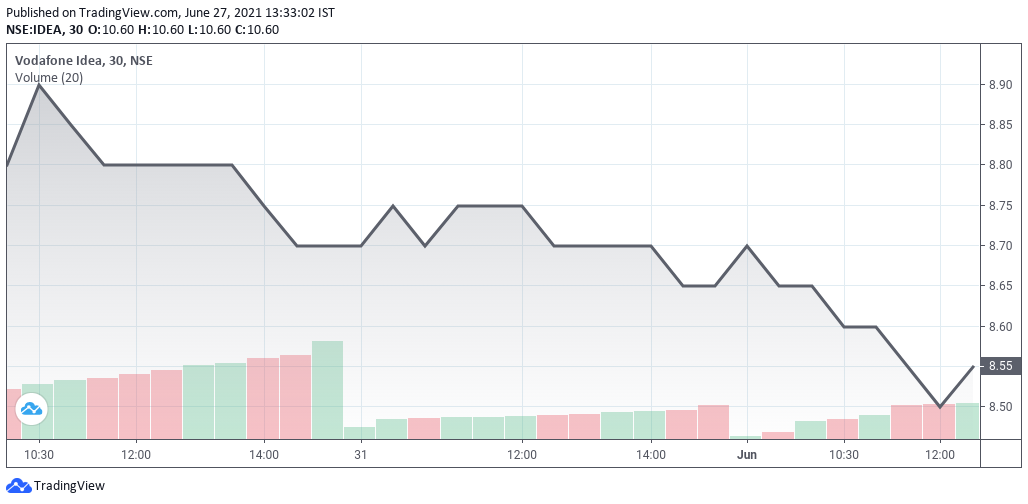 Published on TradingView.com, June 27, 2021 13:33:02 IST
NSE:IDEA, 30 O:10.60 H:10.60 L:10.60 C:10.60
Vodafone Idea, 30, NSE
Volume (20)
8.90
8.85
8.80
8.75
8.70
8.65
8.60
8.55
8.50
10:30 12:00 14:00 31 12:00 14:00 Jun 10:30 12:00
TradingView